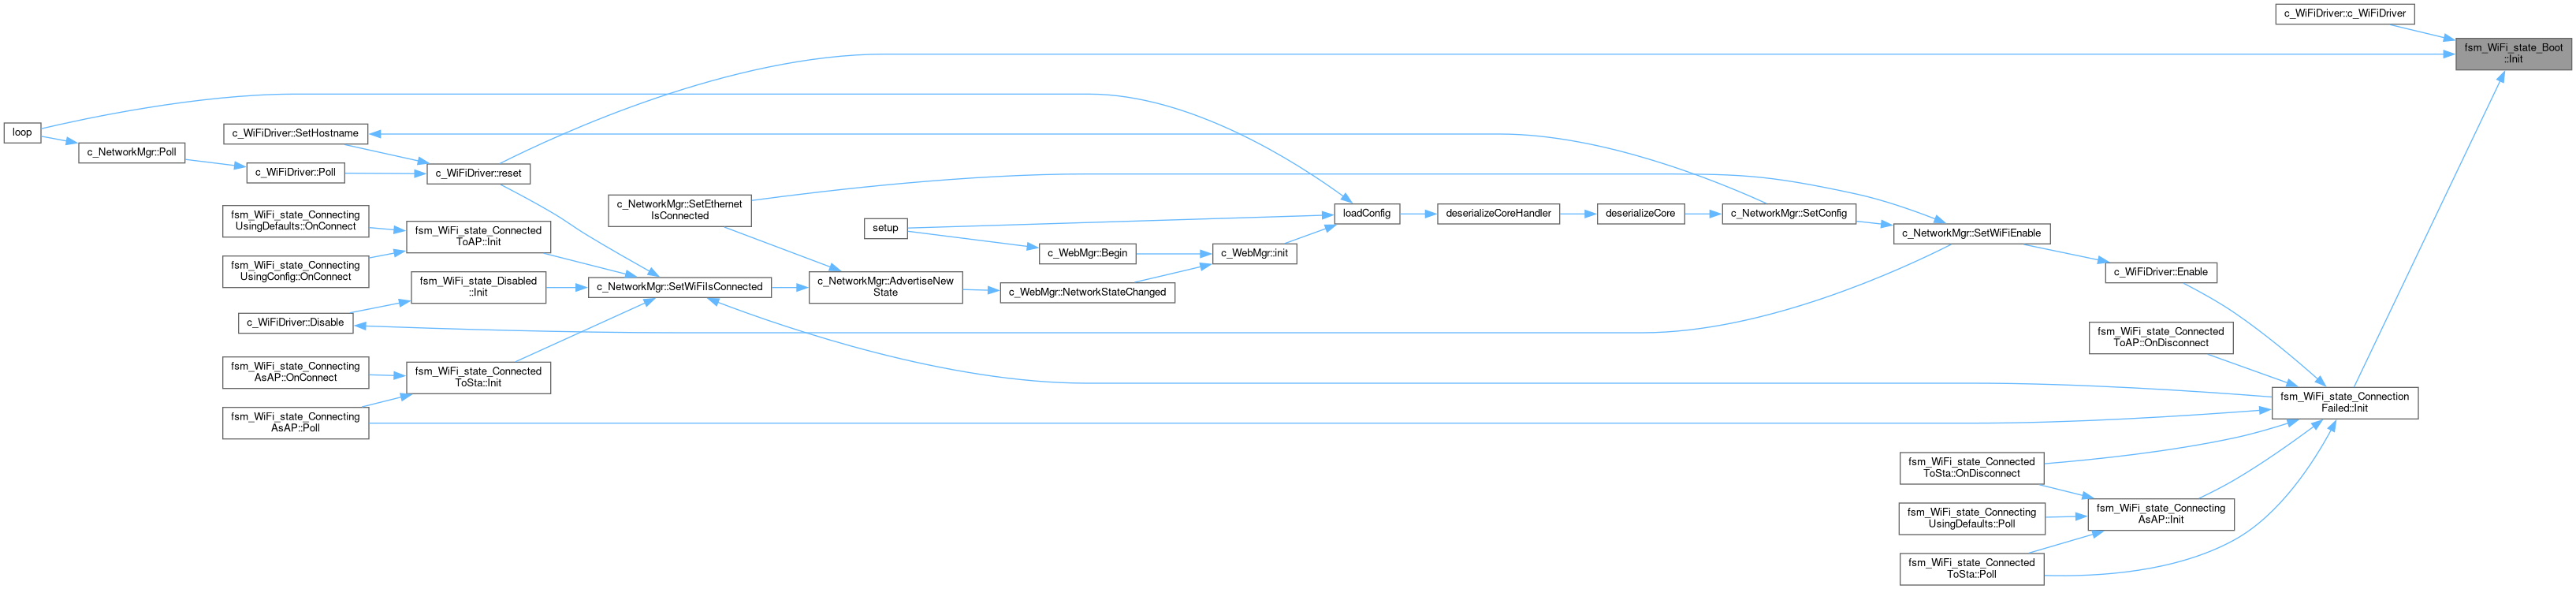 c_WiFiDriver::c_WiFiDriver
fsm_WiFi_state_Boot
::Init
loop
c_WiFiDriver::SetHostname
c_NetworkMgr::Poll
c_WiFiDriver::Poll
c_WiFiDriver::reset
c_NetworkMgr::SetEthernet
IsConnected
loadConfig
deserializeCoreHandler
deserializeCore
c_NetworkMgr::SetConfig
fsm_WiFi_state_Connecting
UsingDefaults::OnConnect
fsm_WiFi_state_Connected
ToAP::Init
setup
c_NetworkMgr::SetWiFiEnable
c_WebMgr::Begin
c_WebMgr::init
fsm_WiFi_state_Connecting
UsingConfig::OnConnect
c_WiFiDriver::Enable
fsm_WiFi_state_Disabled
::Init
c_NetworkMgr::SetWiFiIsConnected
c_NetworkMgr::AdvertiseNew
State
c_WebMgr::NetworkStateChanged
c_WiFiDriver::Disable
fsm_WiFi_state_Connected
ToAP::OnDisconnect
fsm_WiFi_state_Connecting
AsAP::OnConnect
fsm_WiFi_state_Connected
ToSta::Init
fsm_WiFi_state_Connection
Failed::Init
fsm_WiFi_state_Connecting
AsAP::Poll
fsm_WiFi_state_Connected
ToSta::OnDisconnect
fsm_WiFi_state_Connecting
UsingDefaults::Poll
fsm_WiFi_state_Connecting
AsAP::Init
fsm_WiFi_state_Connected
ToSta::Poll